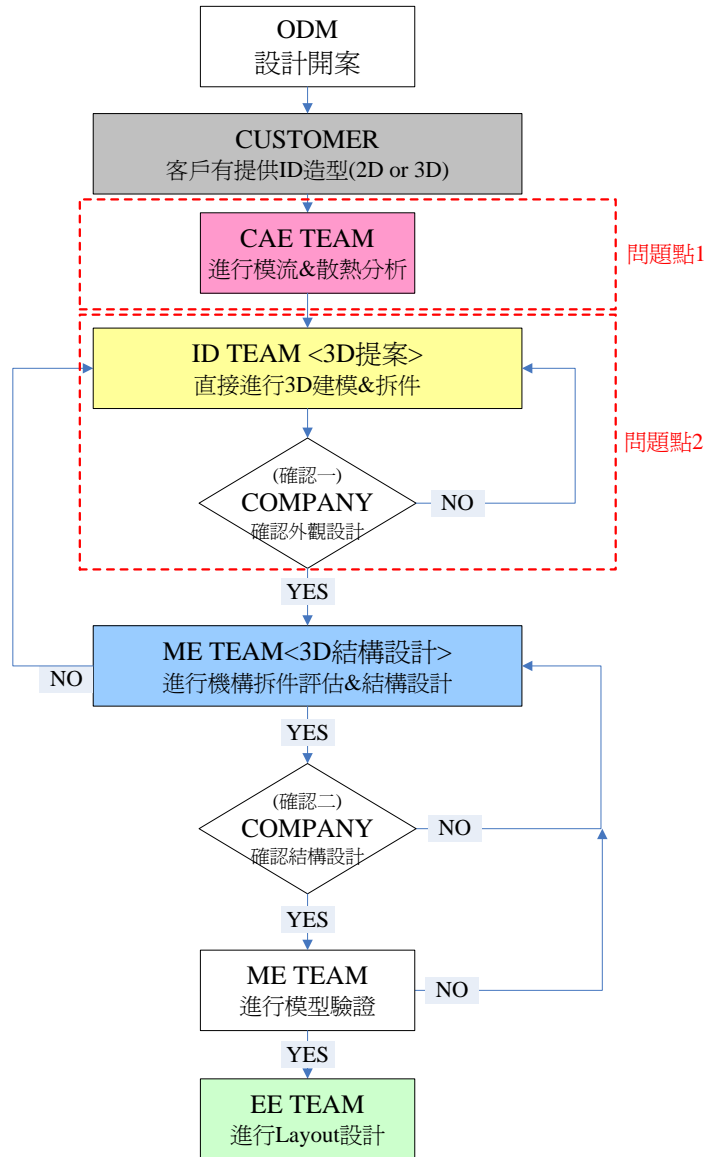 ODM
設計開案
CUSTOMER
客戶有提供ID造型(2D or 3D)
CAE TEAM
進行模流&散熱分析
問題點1
ID TEAM <3D提案>
直接進行3D建模&拆件
(確認一)
COMPANY
確認外觀設計
NO
問題點2
YES
ME TEAM<3D結構設計>
進行機構拆件評估&結構設計
NO
YES
(確認二)
COMPANY
確認結構設計
NO
YES
ME TEAM
進行模型驗證
NO
YES
EE TEAM
進行Layout設計